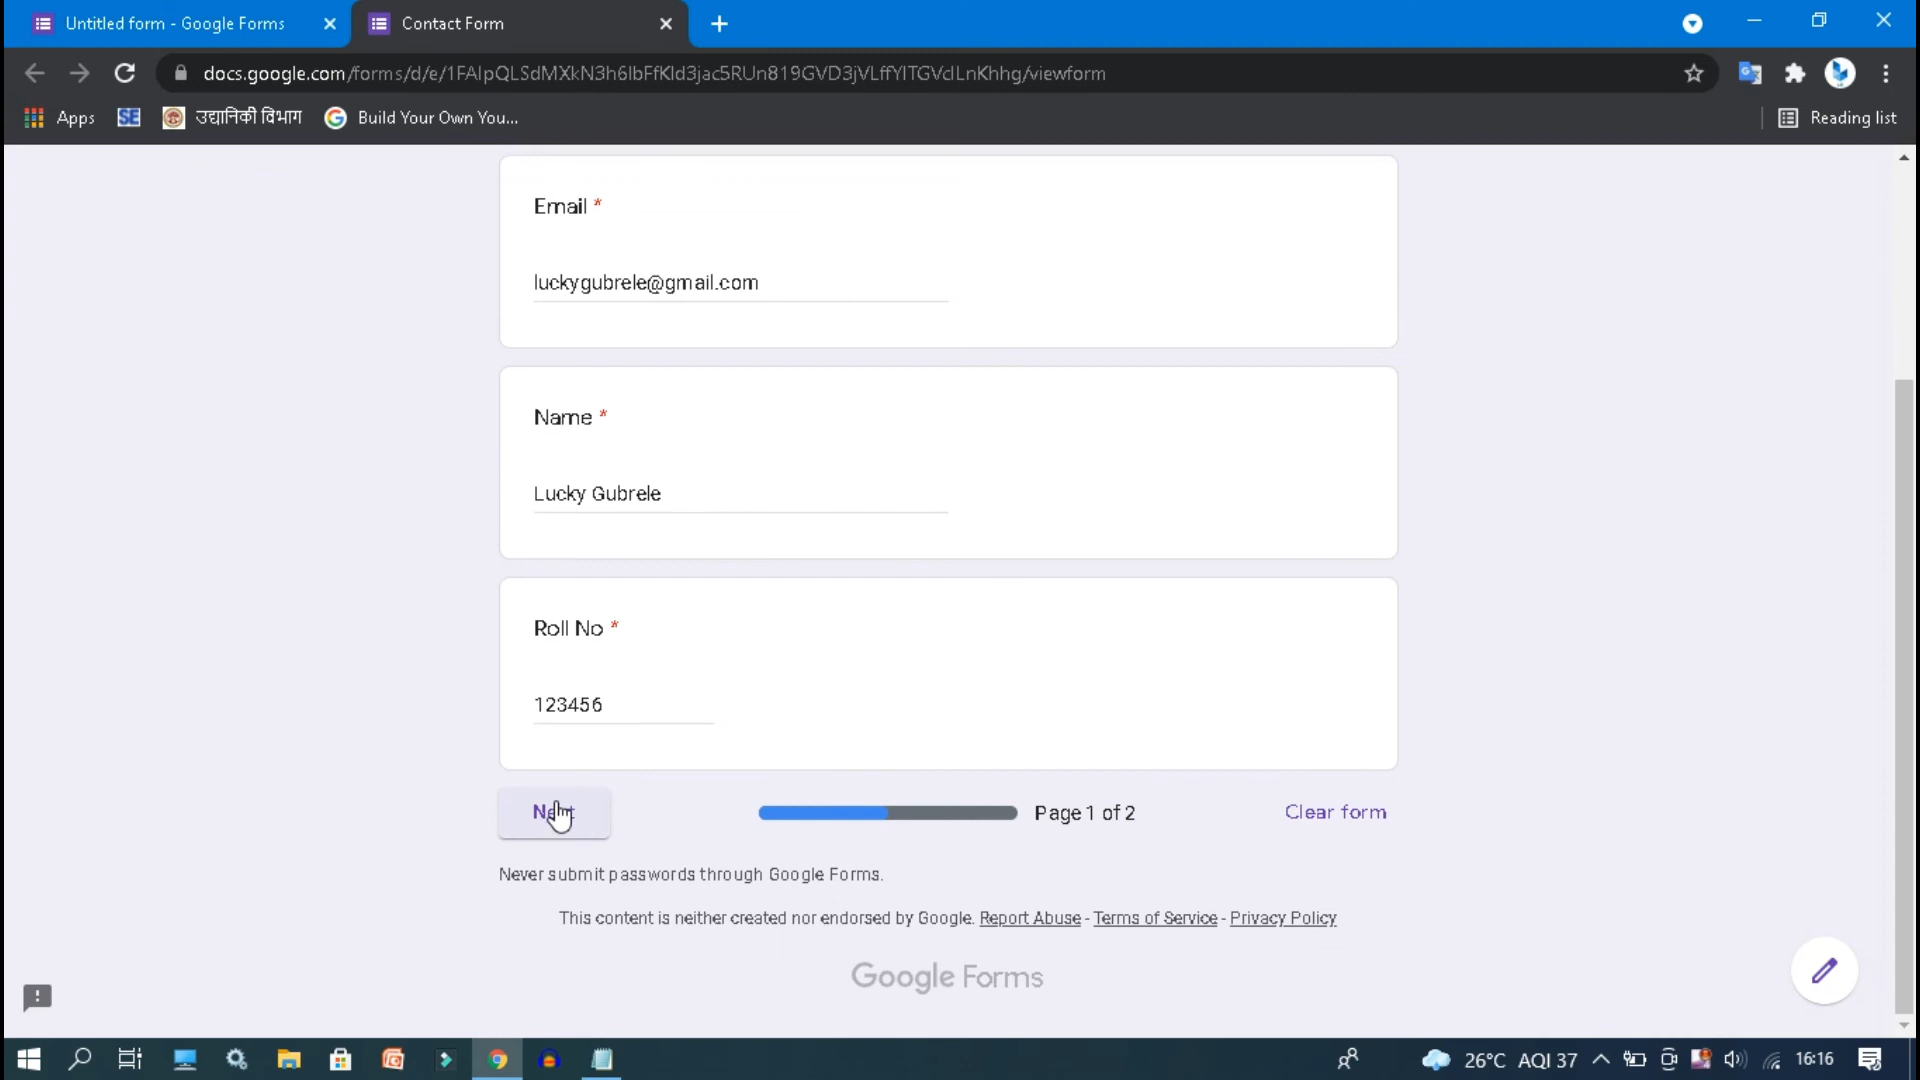 Untitled form - Google Forms
Contact Form
docs.google.com/forms/d/e/1FAIpQLSdMXkN3h6IbFfKId3jac5RUn819GVD3jVLffYITGVcILnKhhg/viewform
Apps
SE
उद्यानिकी विभाग
Build Your Own You...
Reading list
Email *
luckygubrele@gmail.com
Name *
Lucky Gubrele
Roll No *
123456
Next
Page 1 of 2
Clear form
Never submit passwords through Google Forms.
This content is neither created nor endorsed by Google. Report Abuse - Terms of Service - Privacy Policy
Google Forms
26°C AQI 37
16:16